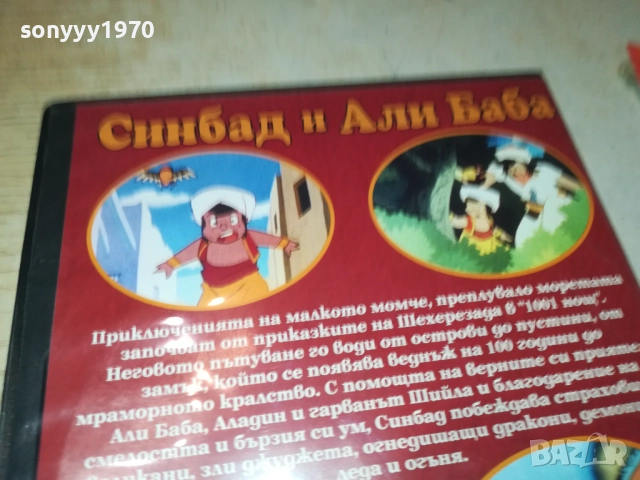 sonyyy1970
Синбад и Али Баба
Приключенията на малкото момче, преплувало моретата
започват от приказките на Шехерезада в "1001 нощ".
Неговото пътуване го води от острови до пустини, от
замък, който се появява веднъж на 100 години до
мраморното кралство. С помощта на верните си
Али Баба, Аладин и гарванът Шийла и благодарение на
смелостта и бързия си ум, Синбад побеждава
великани, зли джуджета, огнедишащи дракони,
леда и огъня.
BAZAR